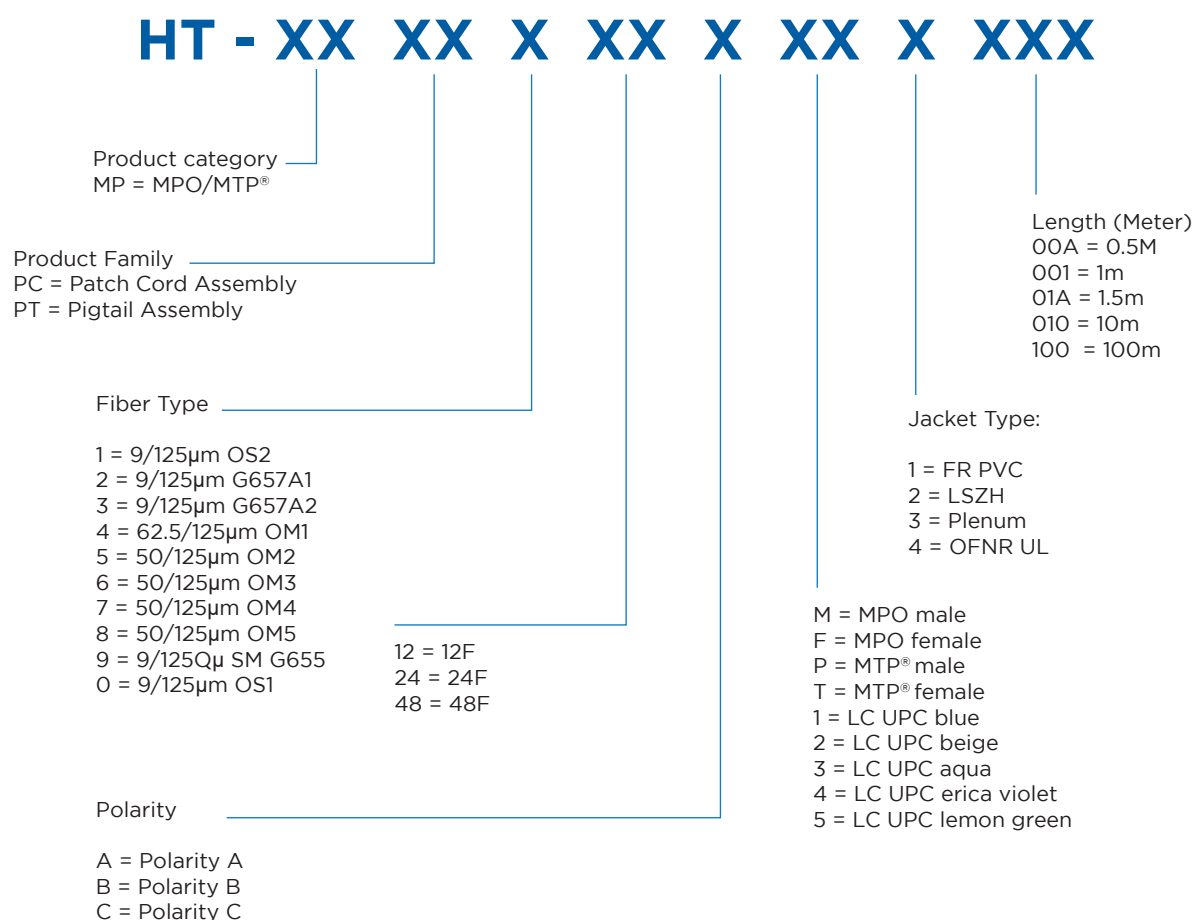 HT - XX XX X XX X XX X XXX
Product category
MP = MPO/MTP®
Product Family
PC = Patch Cord Assembly
PT = Pigtail Assembly
Fiber Type
1 = 9/125µm OS2
2 = 9/125µm G657A1
3 = 9/125µm G657A2
4 = 62.5/125µm OM1
5 = 50/125µm OM2
6 = 50/125µm OM3
7 = 50/125µm OM4
8 = 50/125µm OM5
9 = 9/125Qµ SM G655
0 = 9/125µm OS1
12 = 12F
24 = 24F
48 = 48F
Polarity
A = Polarity A
B = Polarity B
C = Polarity C
M = MPO male
F = MPO female
P = MTP® male
T = MTP® female
1 = LC UPC blue
2 = LC UPC beige
3 = LC UPC aqua
4 = LC UPC erica violet
5 = LC UPC lemon green
Jacket Type:
1 = FR PVC
2 = LSZH
3 = Plenum
4 = OFNR UL
Length (Meter)
00A = 0.5M
001 = 1m
01A = 1.5m
010 = 10m
100 = 100m